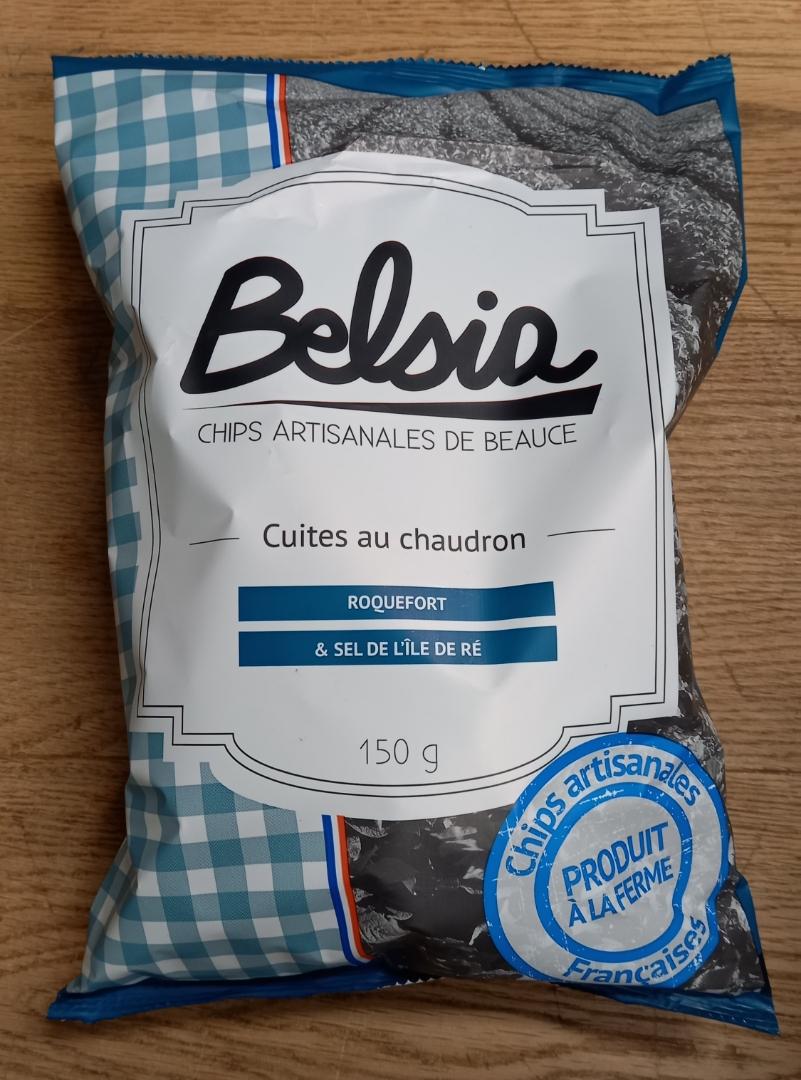 Belsia
CHIPS ARTISANALES DE BEAUCE
Cuites au chaudron
ROQUEFORT
& SEL DE L'ÎLE DE RÉ
150 g
Chips artisanales
PRODUIT
À LA FERME
Françaises